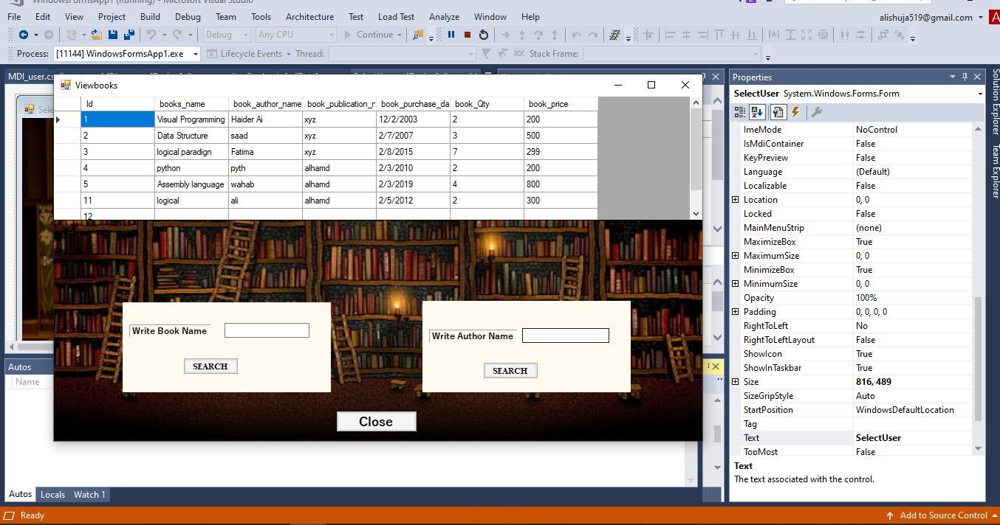 WindowsFormsApp1 (Running) - Microsoft Visual Studio
File Edit View Project Build Debug Team Tools Architecture Test Load Test Analyze Window Help
alishuja519@gmail.com
Debug Any CPU Continue
Process: [11144] WindowsFormsApp1.exe Lifecycle Events Thread: Stack Frame:
MDI_user.cs
Viewbooks
Sele
Id books_name book_author_name book_publication_n book_purchase_da book_Qty book_price
1 Visual Programming Haider Ai xyz 12/2/2003 2 200
2 Data Structure saad xyz 2/7/2007 3 500
3 logical paradign Fatima xyz 2/8/2015 7 299
4 python pyth alhamd 2/3/2010 2 200
5 Assembly language wahab alhamd 2/3/2019 4 800
11 logical ali alhamd 2/5/2012 2 300
12
Write Book Name
SEARCH
Write Author Name
SEARCH
Close
Autos
Name
Autos Locals Watch 1
Properties
SelectUser System.Windows.Forms.Form
ImeMode NoControl
IsMdiContainer False
KeyPreview False
Language (Default)
Localizable False
Location 0, 0
Locked False
MainMenuStrip (none)
MaximizeBox True
MaximumSize 0, 0
MinimizeBox True
MinimumSize 0, 0
Opacity 100%
Padding 0, 0, 0, 0
RightToLeft No
RightToLeftLayout False
ShowIcon True
ShowInTaskbar True
Size 816, 489
SizeGripStyle Auto
StartPosition WindowsDefaultLocation
Tag
Text SelectUser
TopMost False
Text
The text associated with the control.
Solution Explorer
Team Explorer
Ready
Add to Source Control